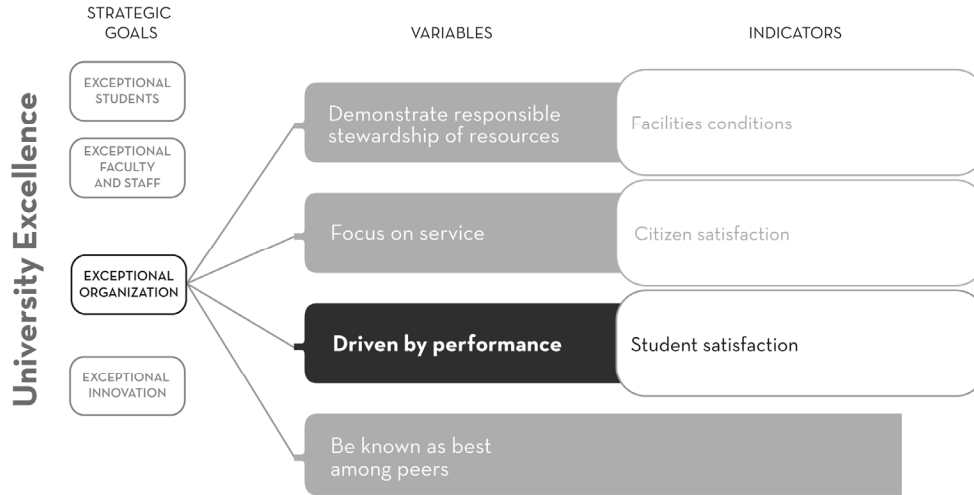 STRATEGIC
GOALS
VARIABLES
INDICATORS
University Excellence
EXCEPTIONAL
STUDENTS
EXCEPTIONAL
FACULTY
AND STAFF
EXCEPTIONAL
ORGANIZATION
EXCEPTIONAL
INNOVATION
Demonstrate responsible
stewardship of resources
Facilities conditions
Focus on service
Citizen satisfaction
Driven by performance
Student satisfaction
Be known as best
among peers